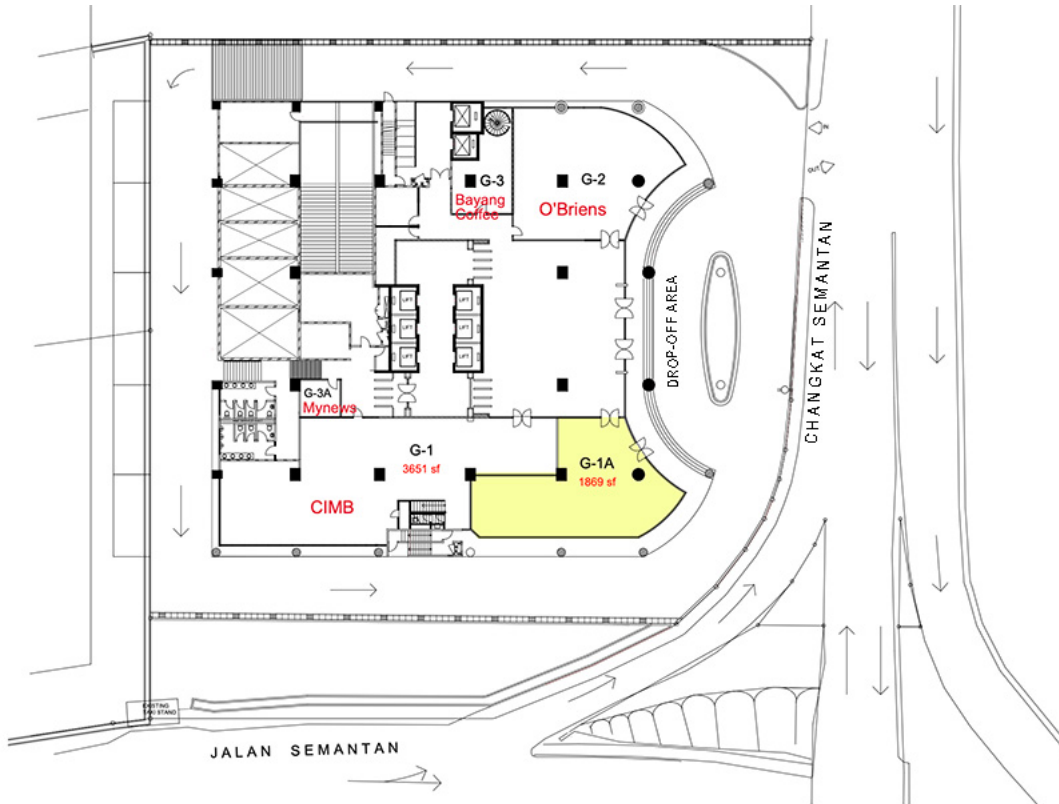 IN
OUT
G-3
Bayang
Coffee
G-2
O'Briens
LIFT
LIFT
LIFT
LIFT
LIFT
LIFT
DROP-OFF AREA
CHANGKAT SEMANTAN
G-3A
Mynews
G-1
3651 sf
G-1A
1869 sf
CIMB
EXISTING
TAXI STAND
JALAN SEMANTAN